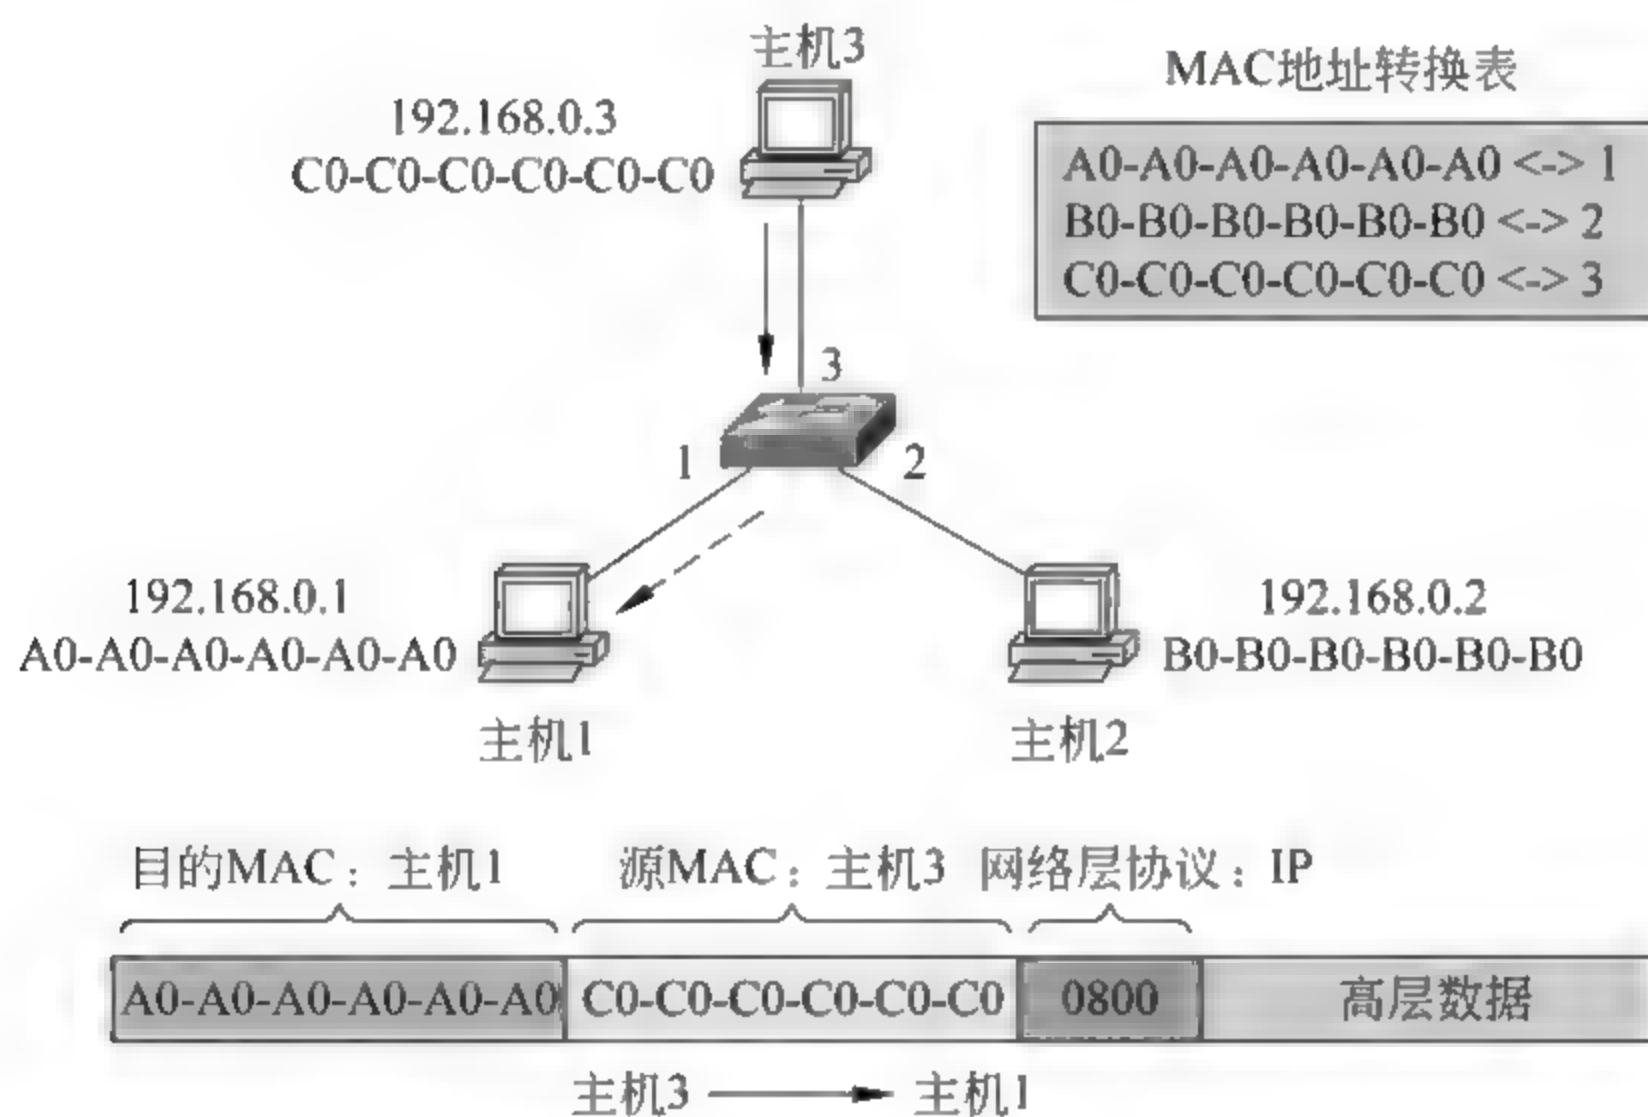 主机3
192.168.0.3
C0-C0-C0-C0-C0-C0
MAC地址转换表
A0-A0-A0-A0-A0-A0 <-> 1
B0-B0-B0-B0-B0-B0 <-> 2
C0-C0-C0-C0-C0-C0 <-> 3
3
1
2
192.168.0.1
A0-A0-A0-A0-A0-A0
主机1
192.168.0.2
B0-B0-B0-B0-B0-B0
主机2
目的MAC：主机1 源MAC：主机3 网络层协议：IP
A0-A0-A0-A0-A0-A0 C0-C0-C0-C0-C0-C0 0800 高层数据
主机3 主机1